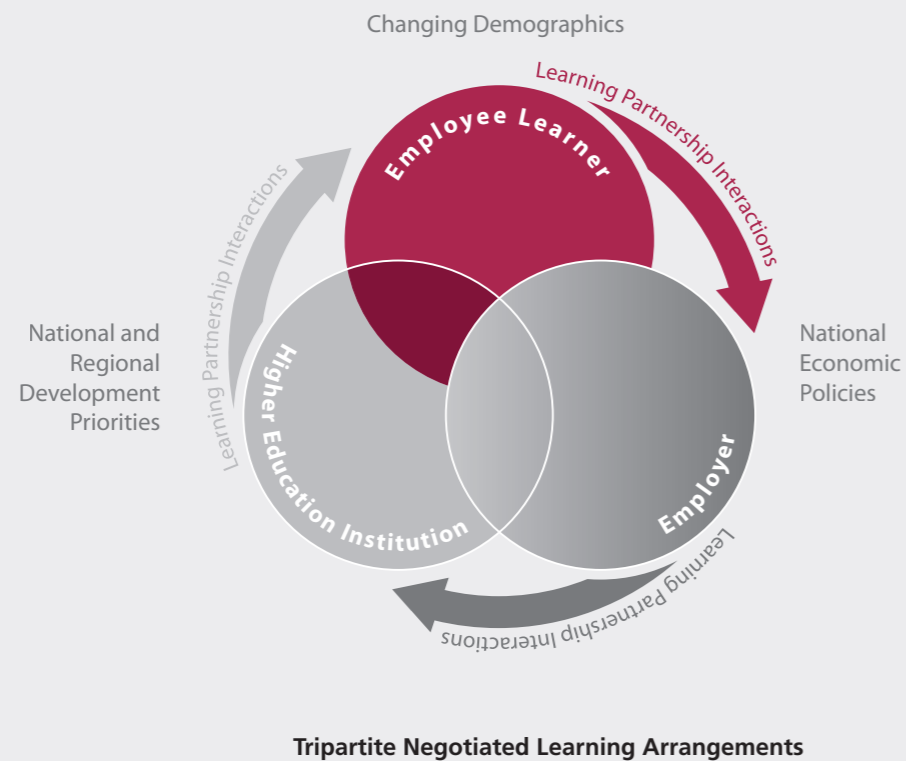 Changing Demographics
Learning Partnership Interactions
Employee Learner
Learning Partnership Interactions
National and
Regional
Development
Priorities
National
Economic
Policies
Higher Education Institution
Employer
Learning Partnership Interactions
Tripartite Negotiated Learning Arrangements